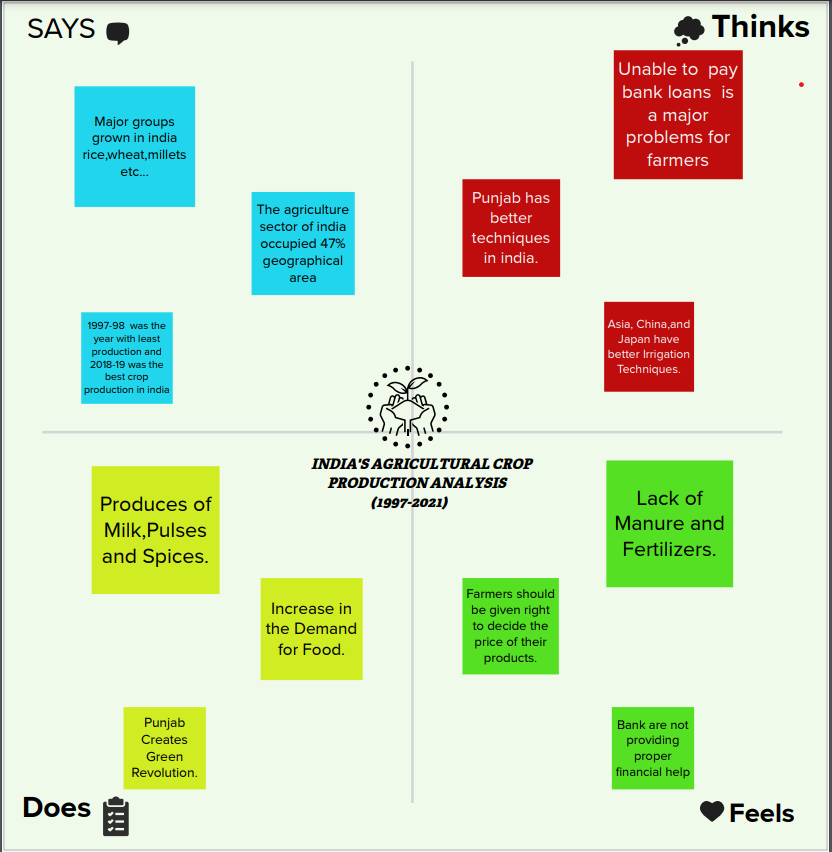 SAYS
Thinks
Major groups
grown in india
rice,wheat,millets
etc...
The agriculture
sector of india
occupied 47%
geographical
area
1997-98 was the
year with least
production and
2018-19 was the
best crop
production in india
Unable to pay
bank loans is
a major
problems for
farmers
Punjab has
better
techniques
in india.
Asia, China,and
Japan have
better Irrigation
Techniques.
INDIA'S AGRICULTURAL CROP
PRODUCTION ANALYSIS
(1997-2021)
Produces of
Milk,Pulses
and Spices.
Increase in
the Demand
for Food.
Punjab
Creates
Green
Revolution.
Lack of
Manure and
Fertilizers.
Farmers should
be given right
to decide the
price of their
products.
Bank are not
providing
proper
financial help
Does
Feels